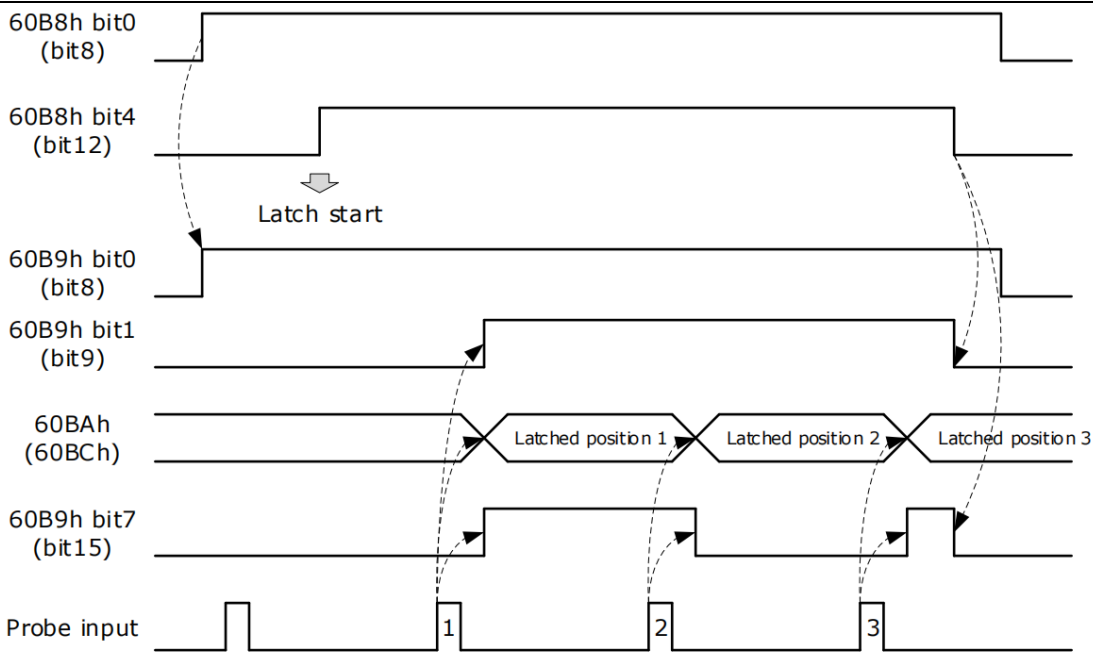 60B8h bit0
(bit8)
60B8h bit4
(bit12)
Latch start
60B9h bit0
(bit8)
60B9h bit1
(bit9)
60BAh
(60BCh)
Latched position 1
Latched position 2
Latched position 3
60B9h bit7
(bit15)
Probe input
1
2
3